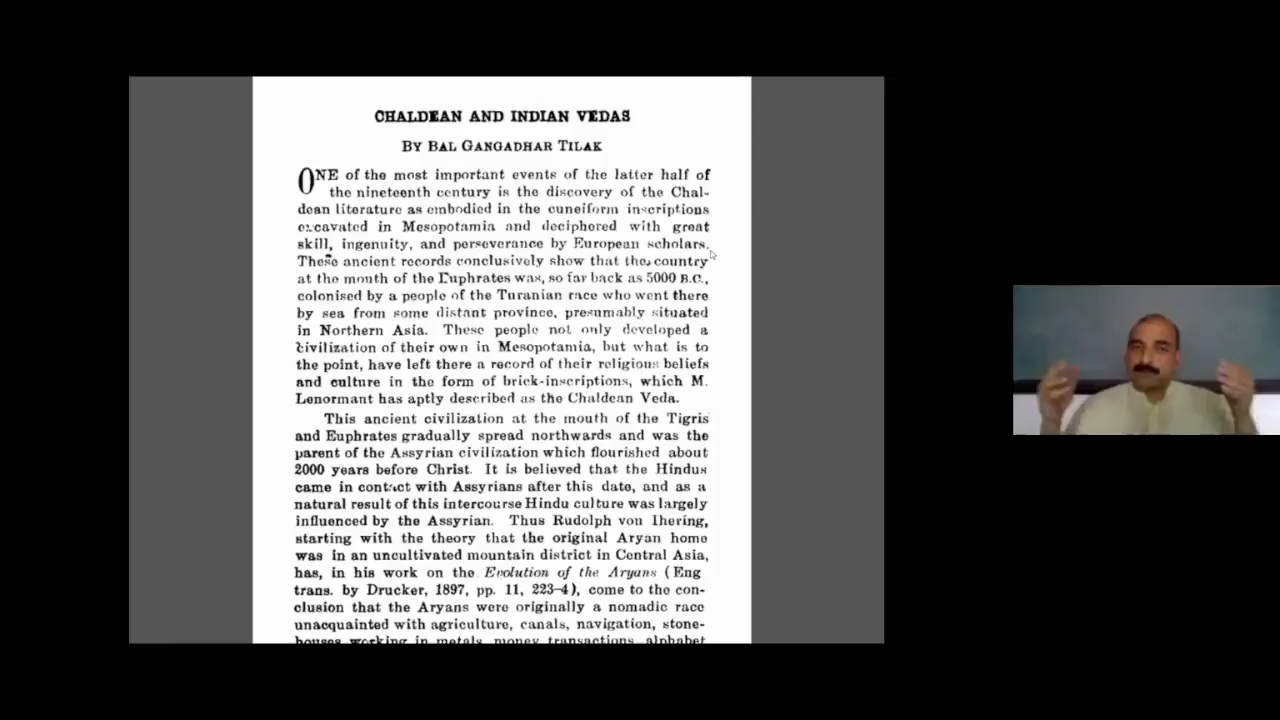 CHALDEAN AND INDIAN VEDAS
BY BAL GANGADHAR TILAK
ONE of the most important events of the latter half of
the nineteenth century is the discovery of the Chal-
dean literature as embodied in the cuneiform inscriptions
excavated in Mesopotamia and deciphered with great
skill, ingenuity, and perseverance by European scholars.
These ancient records conclusively show that the country
at the mouth of the Euphrates was, so far back as 5000 B.C.,
colonised by a people of the Turanian race who went there
by sea from some distant province, presumably situated
in Northern Asia. These people not only developed a
civilization of their own in Mesopotamia, but what is to
the point, have left there a record of their religious beliefs
and culture in the form of brick-inscriptions, which M.
Lenormant has aptly described as the Chaldean Veda.
This ancient civilization at the mouth of the Tigris
and Euphrates gradually spread northwards and was the
parent of the Assyrian civilization which flourished about
2000 years before Christ. It is believed that the Hindus
came in contact with Assyrians after this date, and as a
natural result of this intercourse Hindu culture was largely
influenced by the Assyrian. Thus Rudolph von Ihering,
starting with the theory that the original Aryan home
was in an uncultivated mountain district in Central Asia,
has, in his work on the Evolution of the Aryans (Eng
trans. by Drucker, 1897, pp. 11, 223-4), come to the con-
clusion that the Aryans were originally a nomadic race
unacquainted with agriculture, canals, navigation, stone-
houses working in metals, money transactions, alphabet